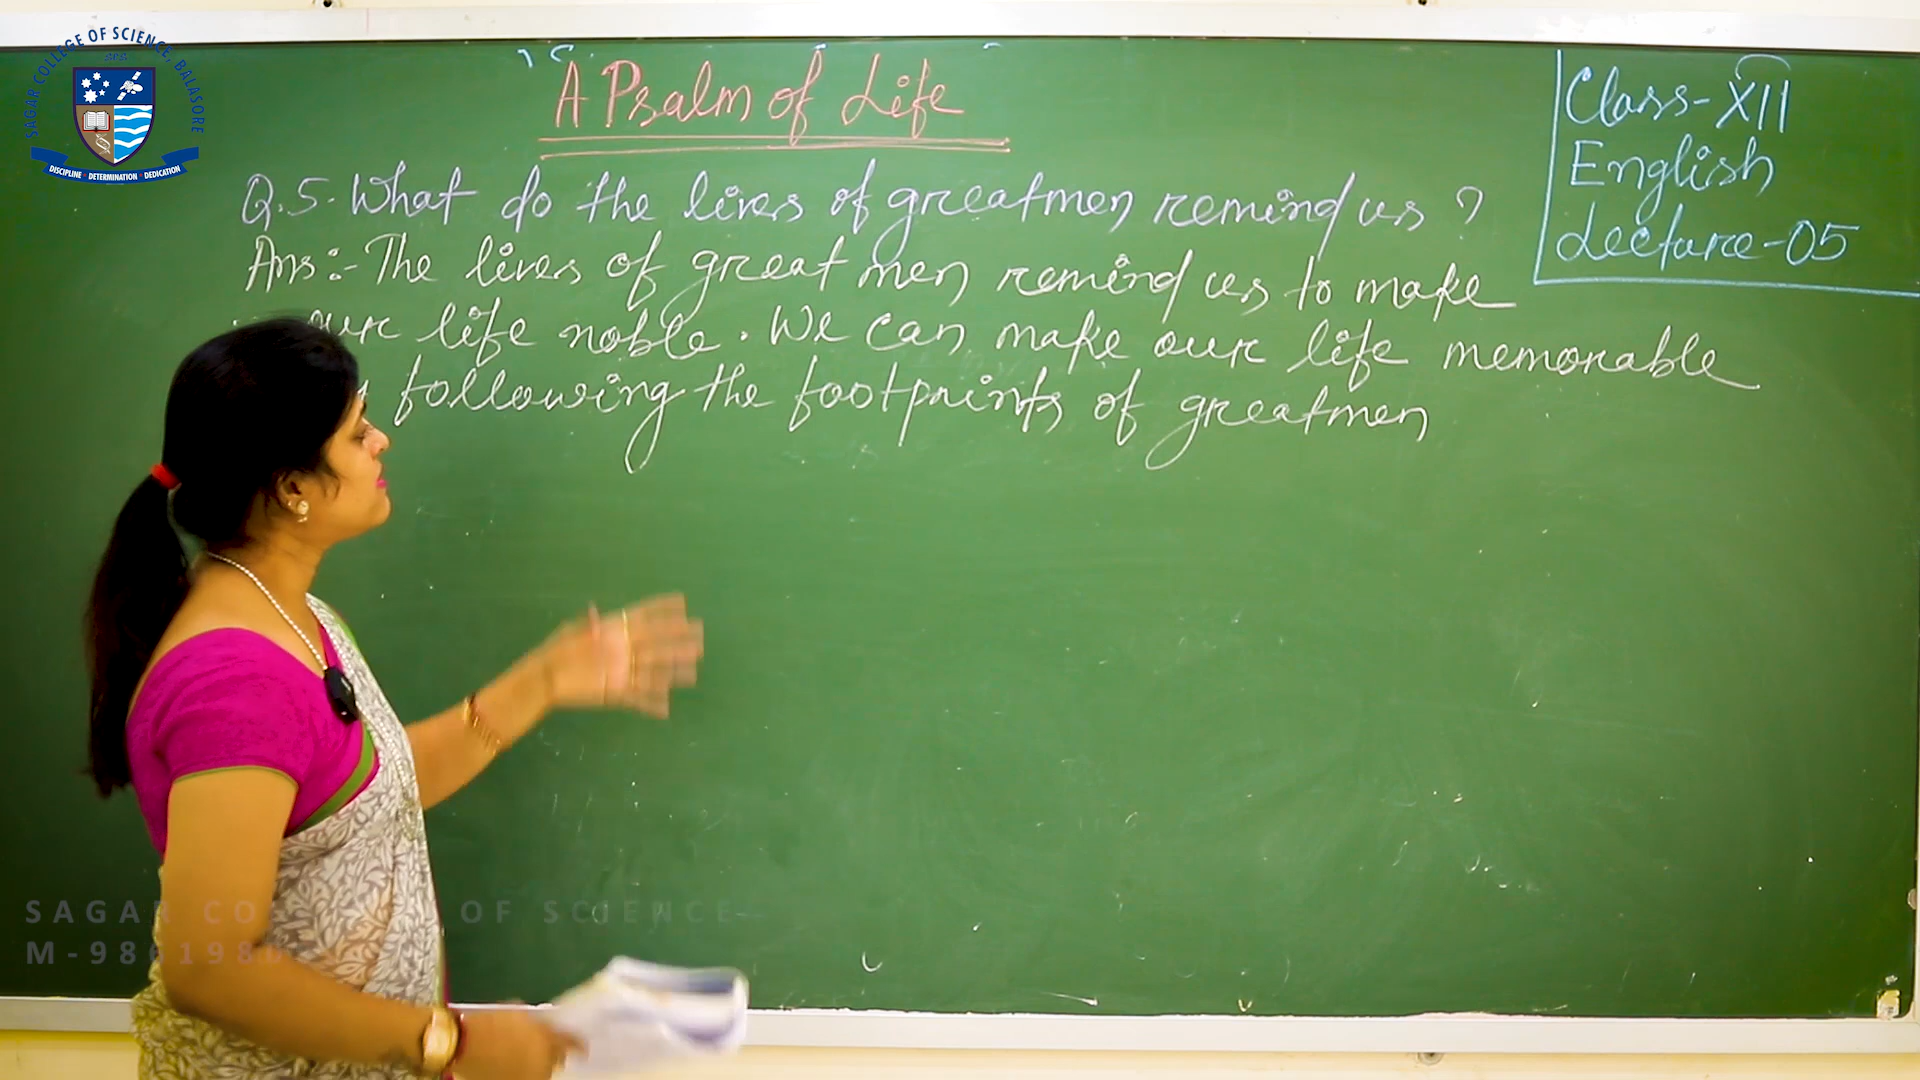 SAGAR COLLEGE OF SCIENCE, BALASORE
DISCIPLINE DETERMINATION DEDICATION
A Psalm of Life
Class-XII
English
Lecture-05
Q.5. What do the lives of greatmen remind us ?
Ans:- The lives of great men remind us to make
our life noble. We can make our life memorable
following the footprints of greatmen
SAGAR OF SCIENCE